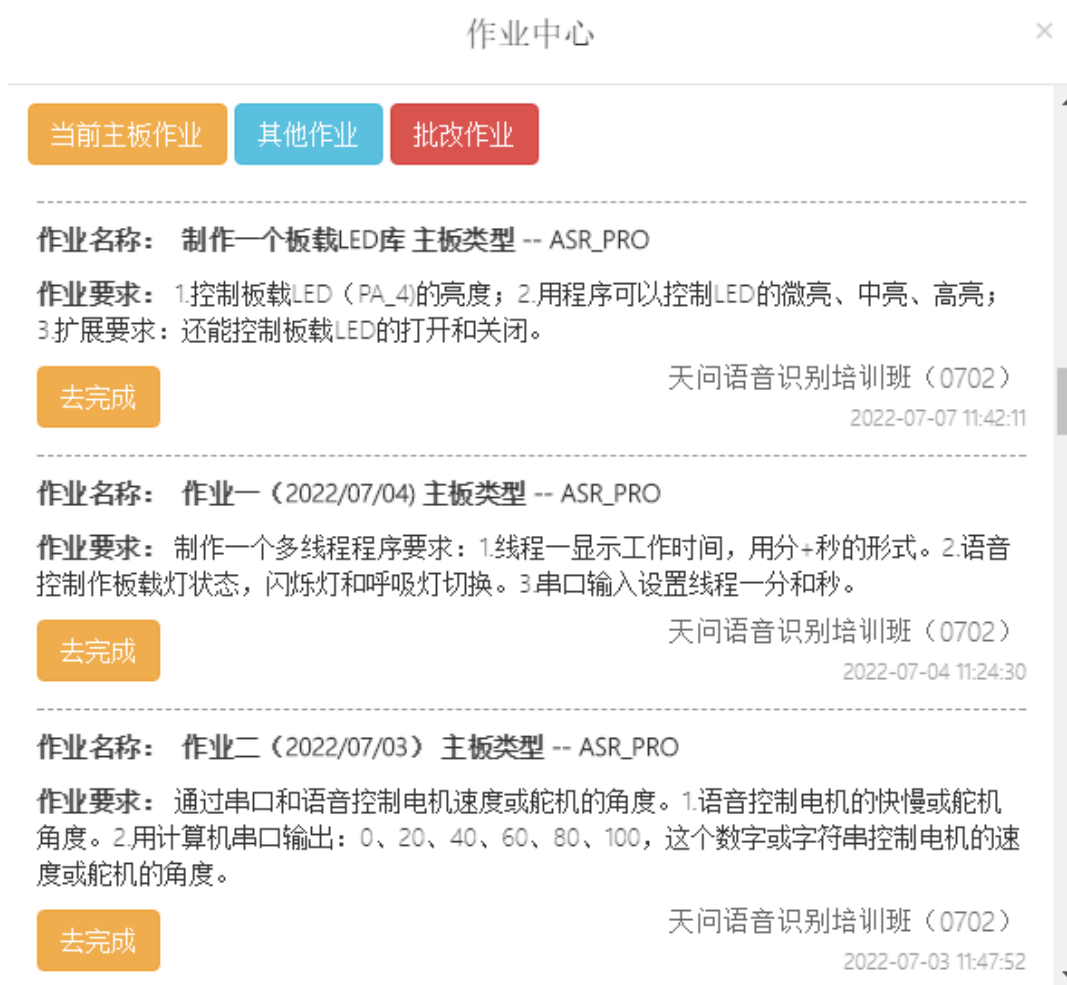 作业中心
×
当前主板作业 其他作业 批改作业
作业名称： 制作一个板载LED库 主板类型 -- ASR_PRO
作业要求： 1.控制板载LED（PA_4)的亮度；2.用程序可以控制LED的微亮、中亮、高亮；
3.扩展要求：还能控制板载LED的打开和关闭。
去完成
天问语音识别培训班（0702）
2022-07-07 11:42:11
作业名称： 作业一（2022/07/04) 主板类型 -- ASR_PRO
作业要求： 制作一个多线程程序要求：1.线程一显示工作时间，用分+秒的形式。2.语音
控制作板载灯状态，闪烁灯和呼吸灯切换。3.串口输入设置线程一分和秒。
去完成
天问语音识别培训班（0702）
2022-07-04 11:24:30
作业名称： 作业二（2022/07/03） 主板类型 -- ASR_PRO
作业要求： 通过串口和语音控制电机速度或舵机的角度。1.语音控制电机的快慢或舵机
角度。2.用计算机串口输出：0、20、40、60、80、100，这个数字或字符串控制电机的速
度或舵机的角度。
去完成
天问语音识别培训班（0702）
2022-07-03 11:47:52